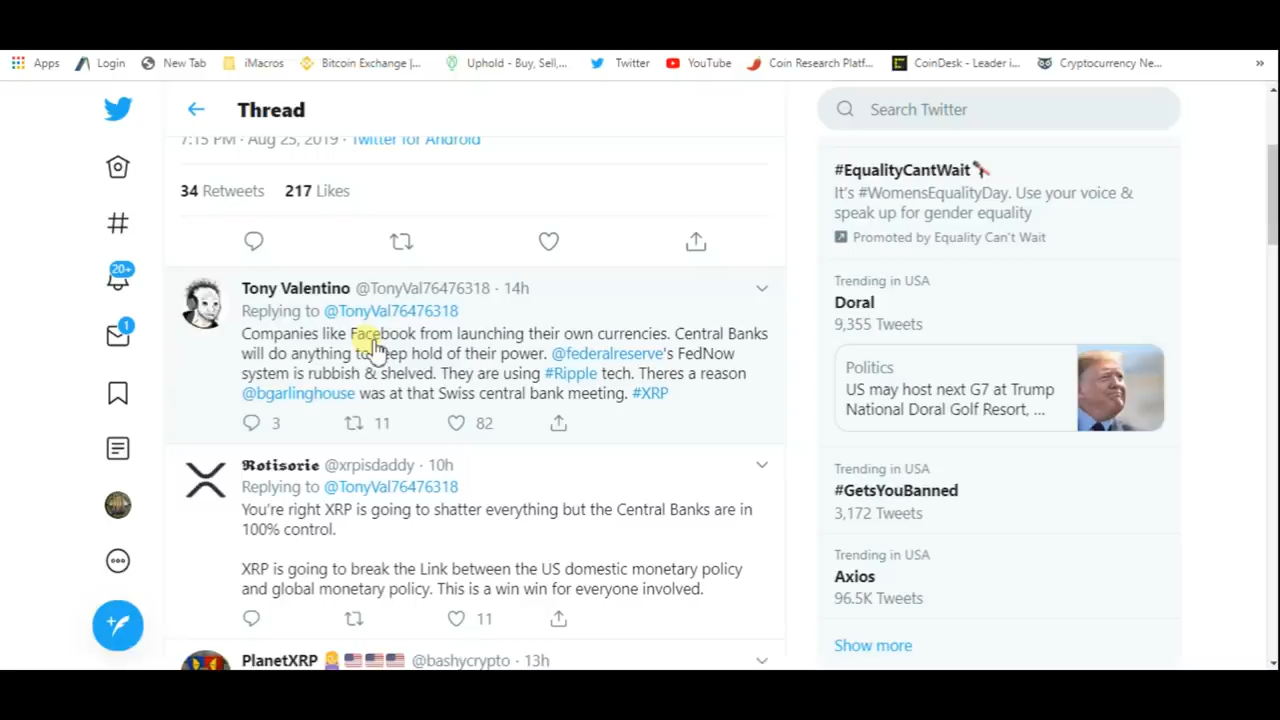 Apps Login New Tab iMacros Bitcoin Exchange |... Uphold - Buy, Sell,... Twitter YouTube Coin Research Platf... CoinDesk - Leader i... Cryptocurrency Ne... »
Thread
7:15 PM · Aug 25, 2019 · Twitter for Android
34 Retweets 217 Likes
Tony Valentino @TonyVal76476318 · 14h
Replying to @TonyVal76476318
Companies like Facebook from launching their own currencies. Central Banks
will do anything to keep hold of their power. @federalreserve's FedNow
system is rubbish & shelved. They are using #Ripple tech. Theres a reason
@bgarlinghouse was at that Swiss central bank meeting. #XRP
3 11 82
𝕽𝖔𝖙𝖎𝖘𝖔𝖗𝖎𝖊 @xrpisdaddy · 10h
Replying to @TonyVal76476318
You're right XRP is going to shatter everything but the Central Banks are in
100% control.
XRP is going to break the Link between the US domestic monetary policy
and global monetary policy. This is a win win for everyone involved.
11
PlanetXRP @bashycrypto · 13h
20+
1
Search Twitter
#EqualityCantWait
It's #WomensEqualityDay. Use your voice &
speak up for gender equality
Promoted by Equality Can't Wait
Trending in USA
Doral
9,355 Tweets
Politics
US may host next G7 at Trump
National Doral Golf Resort, ...
Trending in USA
#GetsYouBanned
3,172 Tweets
Trending in USA
Axios
96.5K Tweets
Show more